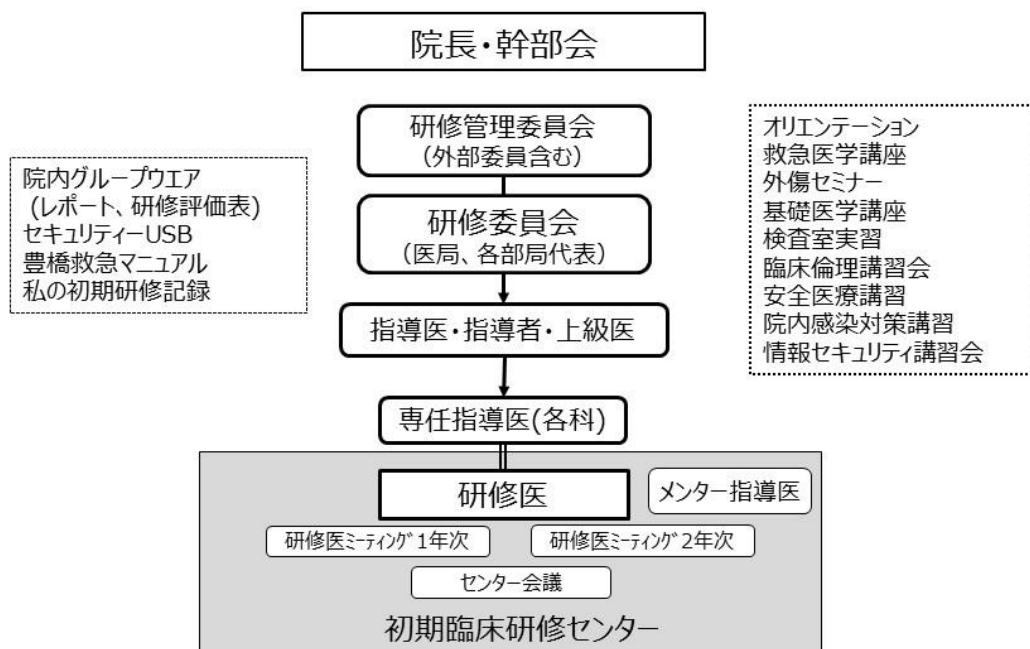 院長・幹部会
研修管理委員会
（外部委員含む）
研修委員会
（医局、各部局代表）
指導医・指導者・上級医
専任指導医(各科)
院内グループウエア
(レポート、研修評価表)
セキュリティーUSB
豊橋救急マニュアル
私の初期研修記録
オリエンテーション
救急医学講座
外傷セミナー
基礎医学講座
検査室実習
臨床倫理講習会
安全医療講習
院内感染対策講習
情報セキュリティ講習会
研修医
メンター指導医
研修医ﾐｰﾃｨﾝｸﾞ1年次
研修医ﾐｰﾃｨﾝｸﾞ2年次
センター会議
初期臨床研修センター